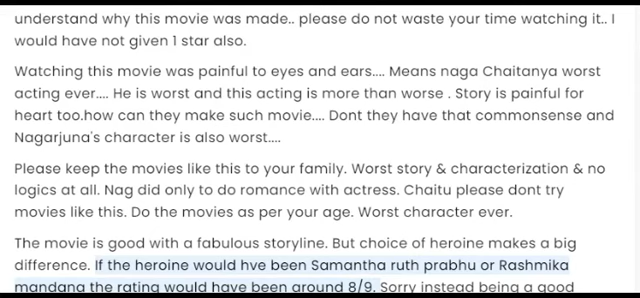 understand why this movie was made.. please do not waste your time watching it.. I
would have not given 1 star also.
Watching this movie was painful to eyes and ears.... Means naga Chaitanya worst
acting ever.... He is worst and this acting is more than worse . Story is painful for
heart too.how can they make such movie.... Dont they have that commonsense and
Nagarjuna's character is also worst....
Please keep the movies like this to your family. Worst story & characterization & no
logics at all. Nag did only to do romance with actress. Chaitu please dont try
movies like this. Do the movies as per your age. Worst character ever.
The movie is good with a fabulous storyline. But choice of heroine makes a big
difference. If the heroine would hve been Samantha ruth prabhu or Rashmika
mandana the rating would have been around 8/9. Sorry instead being a good